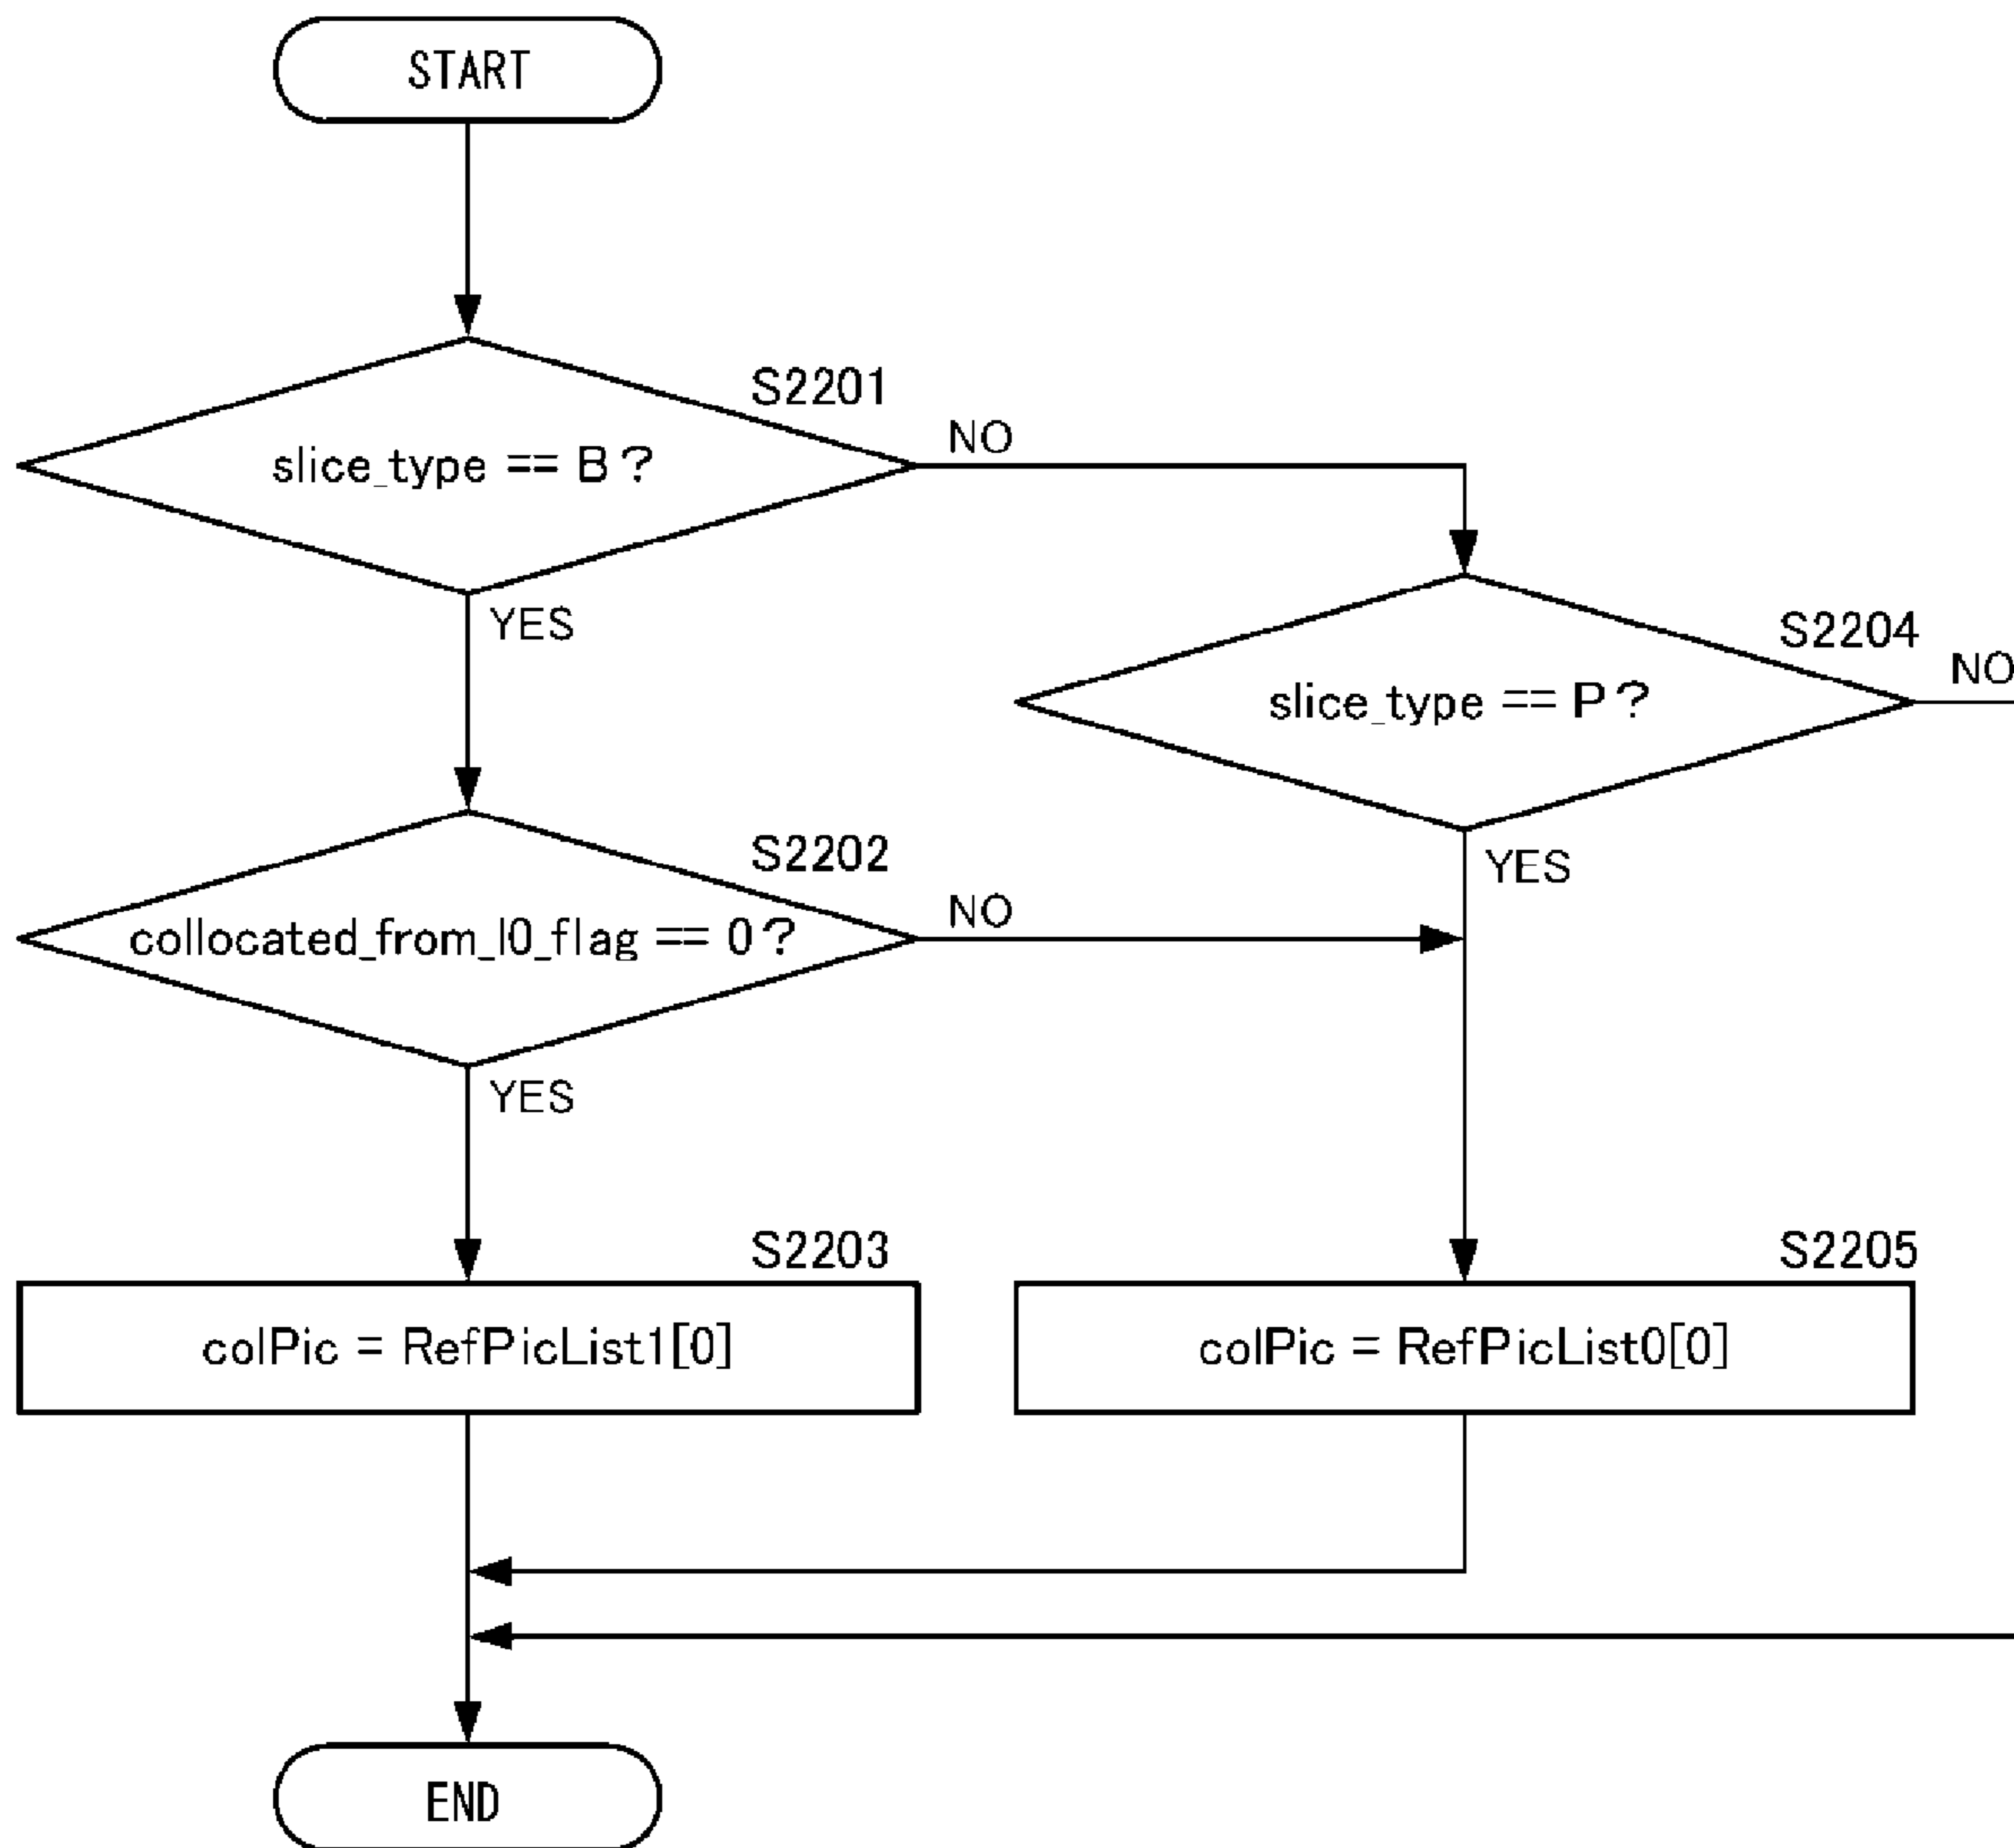 START
S2201
slice_type == B?
NO
YES
S2204
slice_type == P?
NO
YES
S2202
collocated_from_l0_flag == 0?
NO
YES
S2203
colPic = RefPicList1[0]
S2205
colPic = RefPicList0[0]
END